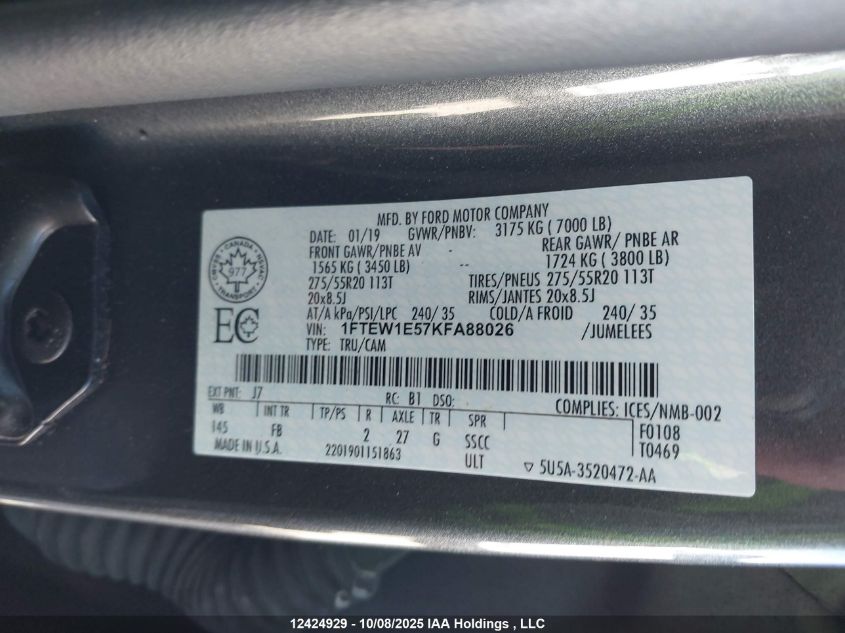 MFD. BY FORD MOTOR COMPANY
DATE: 01/19 GVWR/PNBV: 3175 KG ( 7000 LB)
FRONT GAWR/PNBE AV - REAR GAWR/ PNBE AR
1565 KG ( 3450 LB) -- 1724 KG ( 3800 LB)
275/55R20 113T TIRES/PNEUS 275/55R20 113T
20x8.5J RIMS/JANTES 20x8.5J
AT/A kPa/PSI/LPC 240/ 35 COLD/A FROID 240/ 35
VIN: 1FTEW1E57KFA88026 /JUMELEES
TYPE: TRU/CAM
CANADA
977
TRANSPORT
EC
EXT PNT: J7 RC: B1 DSO: COMPLIES: ICES/NMB-002
WB INT TR TP/PS R AXLE TR SPR F0108
145 FB 2 27 G SSCC T0469
MADE IN U.S.A. 2201901151863 ULT ▽ 5U5A-3520472-AA
12424929 - 10/08/2025 IAA Holdings , LLC